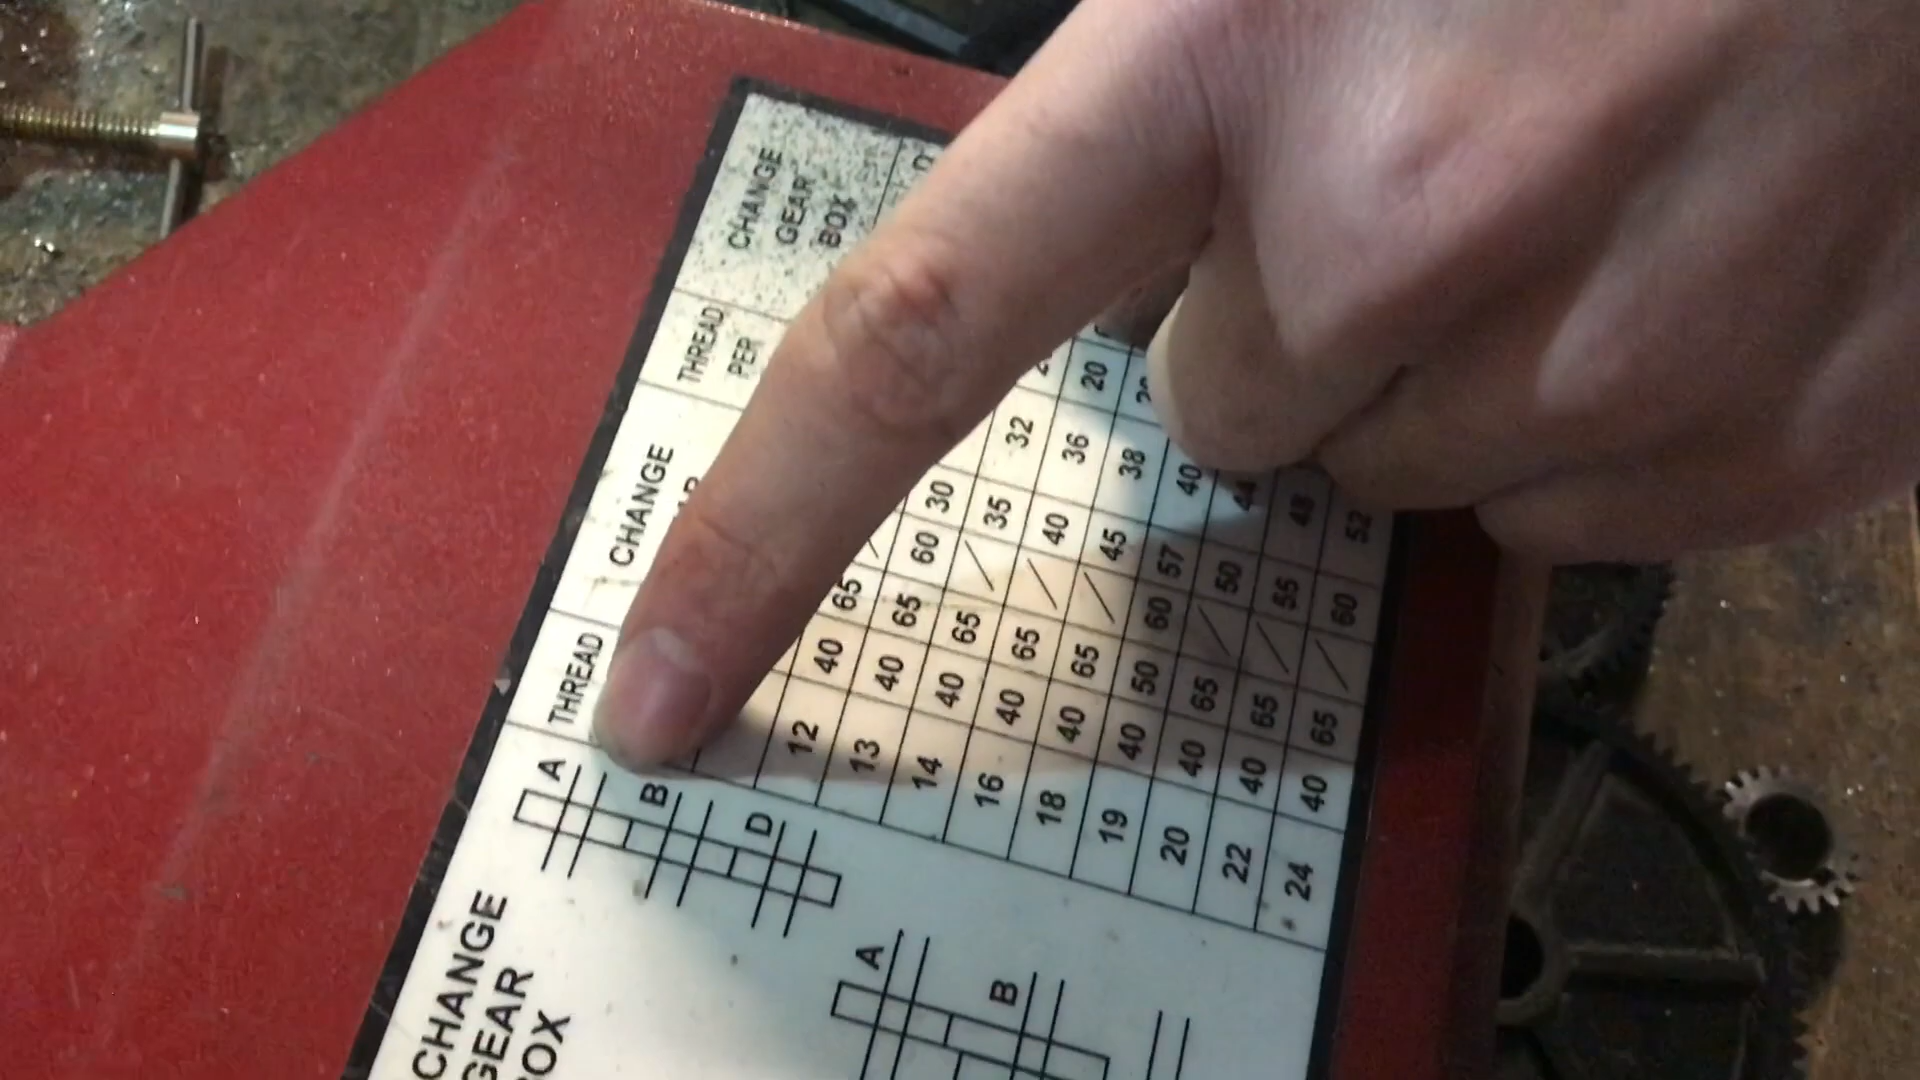 CHANGE
GEAR
BOX
A
B
D
A
B
THREAD CHANGE THREAD CHANGE
PER GEAR
BOX
D
12 40 65 /
13 40 65 60 30
14 40 65 / 35 32
16 40 65 / 40 36 20
18 40 65 / 45 38
19 40 50 60 57 40
20 40 65 / 50 44
22 40 65 / 55 48
24 40 65 / 60 52